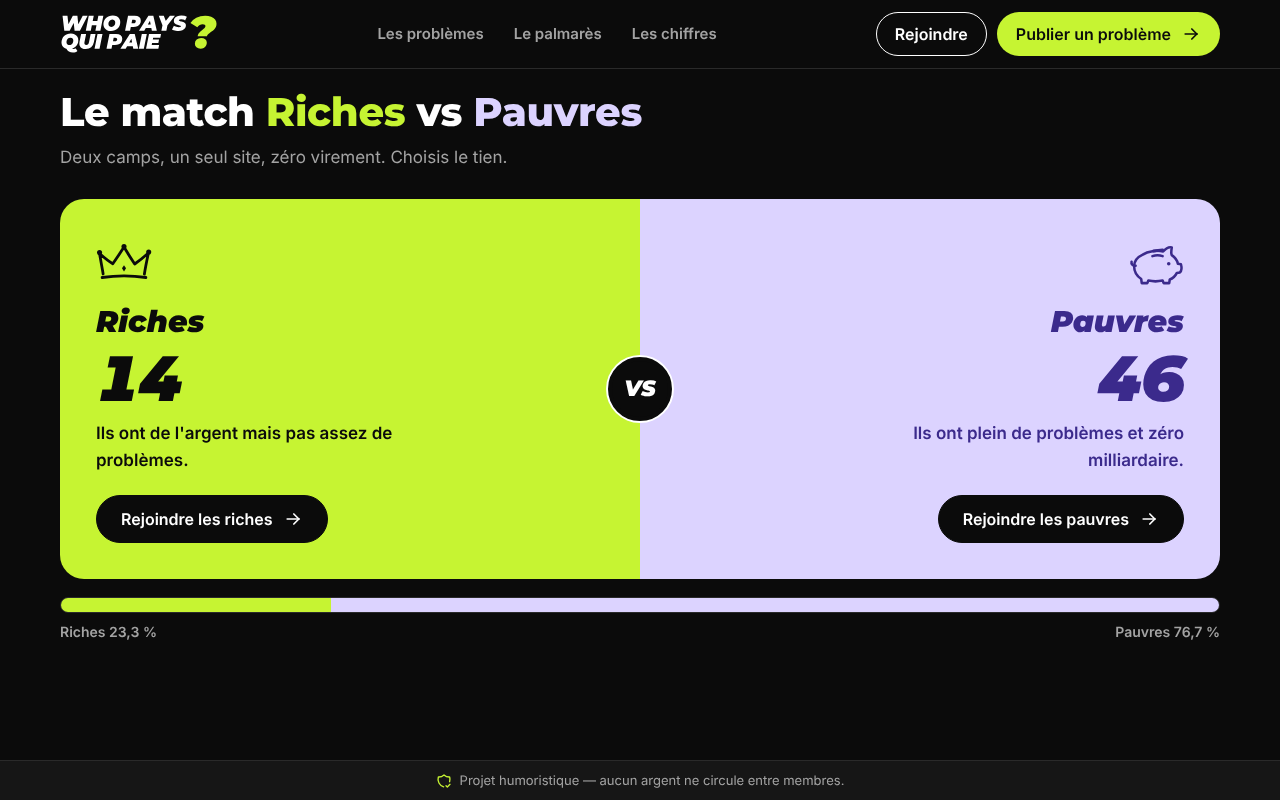 WHO PAYS
QUI PAIE ?
Les problèmes
Le palmarès
Les chiffres
Rejoindre
Publier un problème
Le match Riches vs Pauvres
Deux camps, un seul site, zéro virement. Choisis le tien.
Riches
14
Ils ont de l'argent mais pas assez de
problèmes.
Rejoindre les riches
VS
Pauvres
46
Ils ont plein de problèmes et zéro
milliardaire.
Rejoindre les pauvres
Riches 23,3 %
Pauvres 76,7 %
Projet humoristique — aucun argent ne circule entre membres.